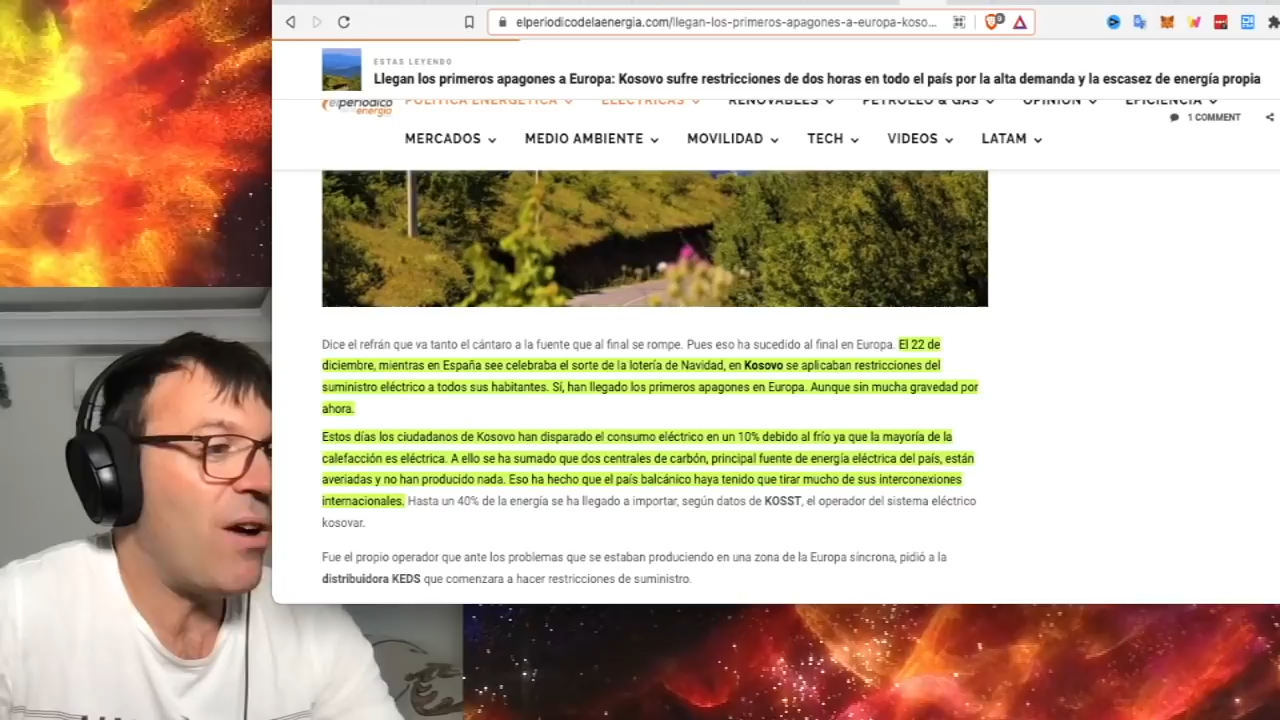 elperiodicodelaenergia.com/llegan-los-primeros-apagones-a-europa-koso...
ESTAS LEYENDO
Llegan los primeros apagones a Europa: Kosovo sufre restricciones de dos horas en todo el país por la alta demanda y la escasez de energía propia
elperiodico energia
POLÍTICA ENERGÉTICA ELÉCTRICAS RENOVABLES PETRÓLEO & GAS OPINIÓN EFICIENCIA
1 COMMENT
MERCADOS MEDIO AMBIENTE MOVILIDAD TECH VIDEOS LATAM
Dice el refrán que va tanto el cántaro a la fuente que al final se rompe. Pues eso ha sucedido al final en Europa. El 22 de
diciembre, mientras en España see celebraba el sorte de la lotería de Navidad, en Kosovo se aplicaban restricciones del
suministro eléctrico a todos sus habitantes. Sí, han llegado los primeros apagones en Europa. Aunque sin mucha gravedad por
ahora.
Estos días los ciudadanos de Kosovo han disparado el consumo eléctrico en un 10% debido al frío ya que la mayoría de la
calefacción es eléctrica. A ello se ha sumado que dos centrales de carbón, principal fuente de energía eléctrica del país, están
averiadas y no han producido nada. Eso ha hecho que el país balcánico haya tenido que tirar mucho de sus interconexiones
internacionales. Hasta un 40% de la energía se ha llegado a importar, según datos de KOSST, el operador del sistema eléctrico
kosovar.
Fue el propio operador que ante los problemas que se estaban produciendo en una zona de la Europa síncrona, pidió a la
distribuidora KEDS que comenzara a hacer restricciones de suministro.